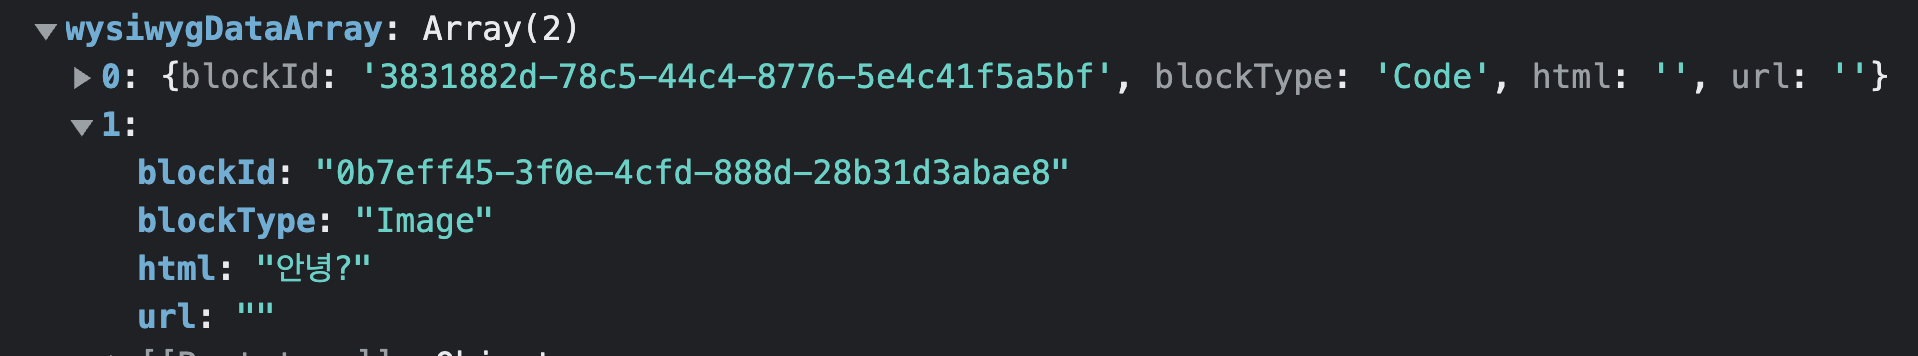 ▼wysiwygDataArray: Array(2)
▶0: {blockId: '3831882d-78c5-44c4-8776-5e4c41f5a5bf', blockType: 'Code', html: '', url: ''}
▼1:
blockId: "0b7eff45-3f0e-4cfd-888d-28b31d3abae8"
blockType: "Image"
html: "안녕?"
url: ""